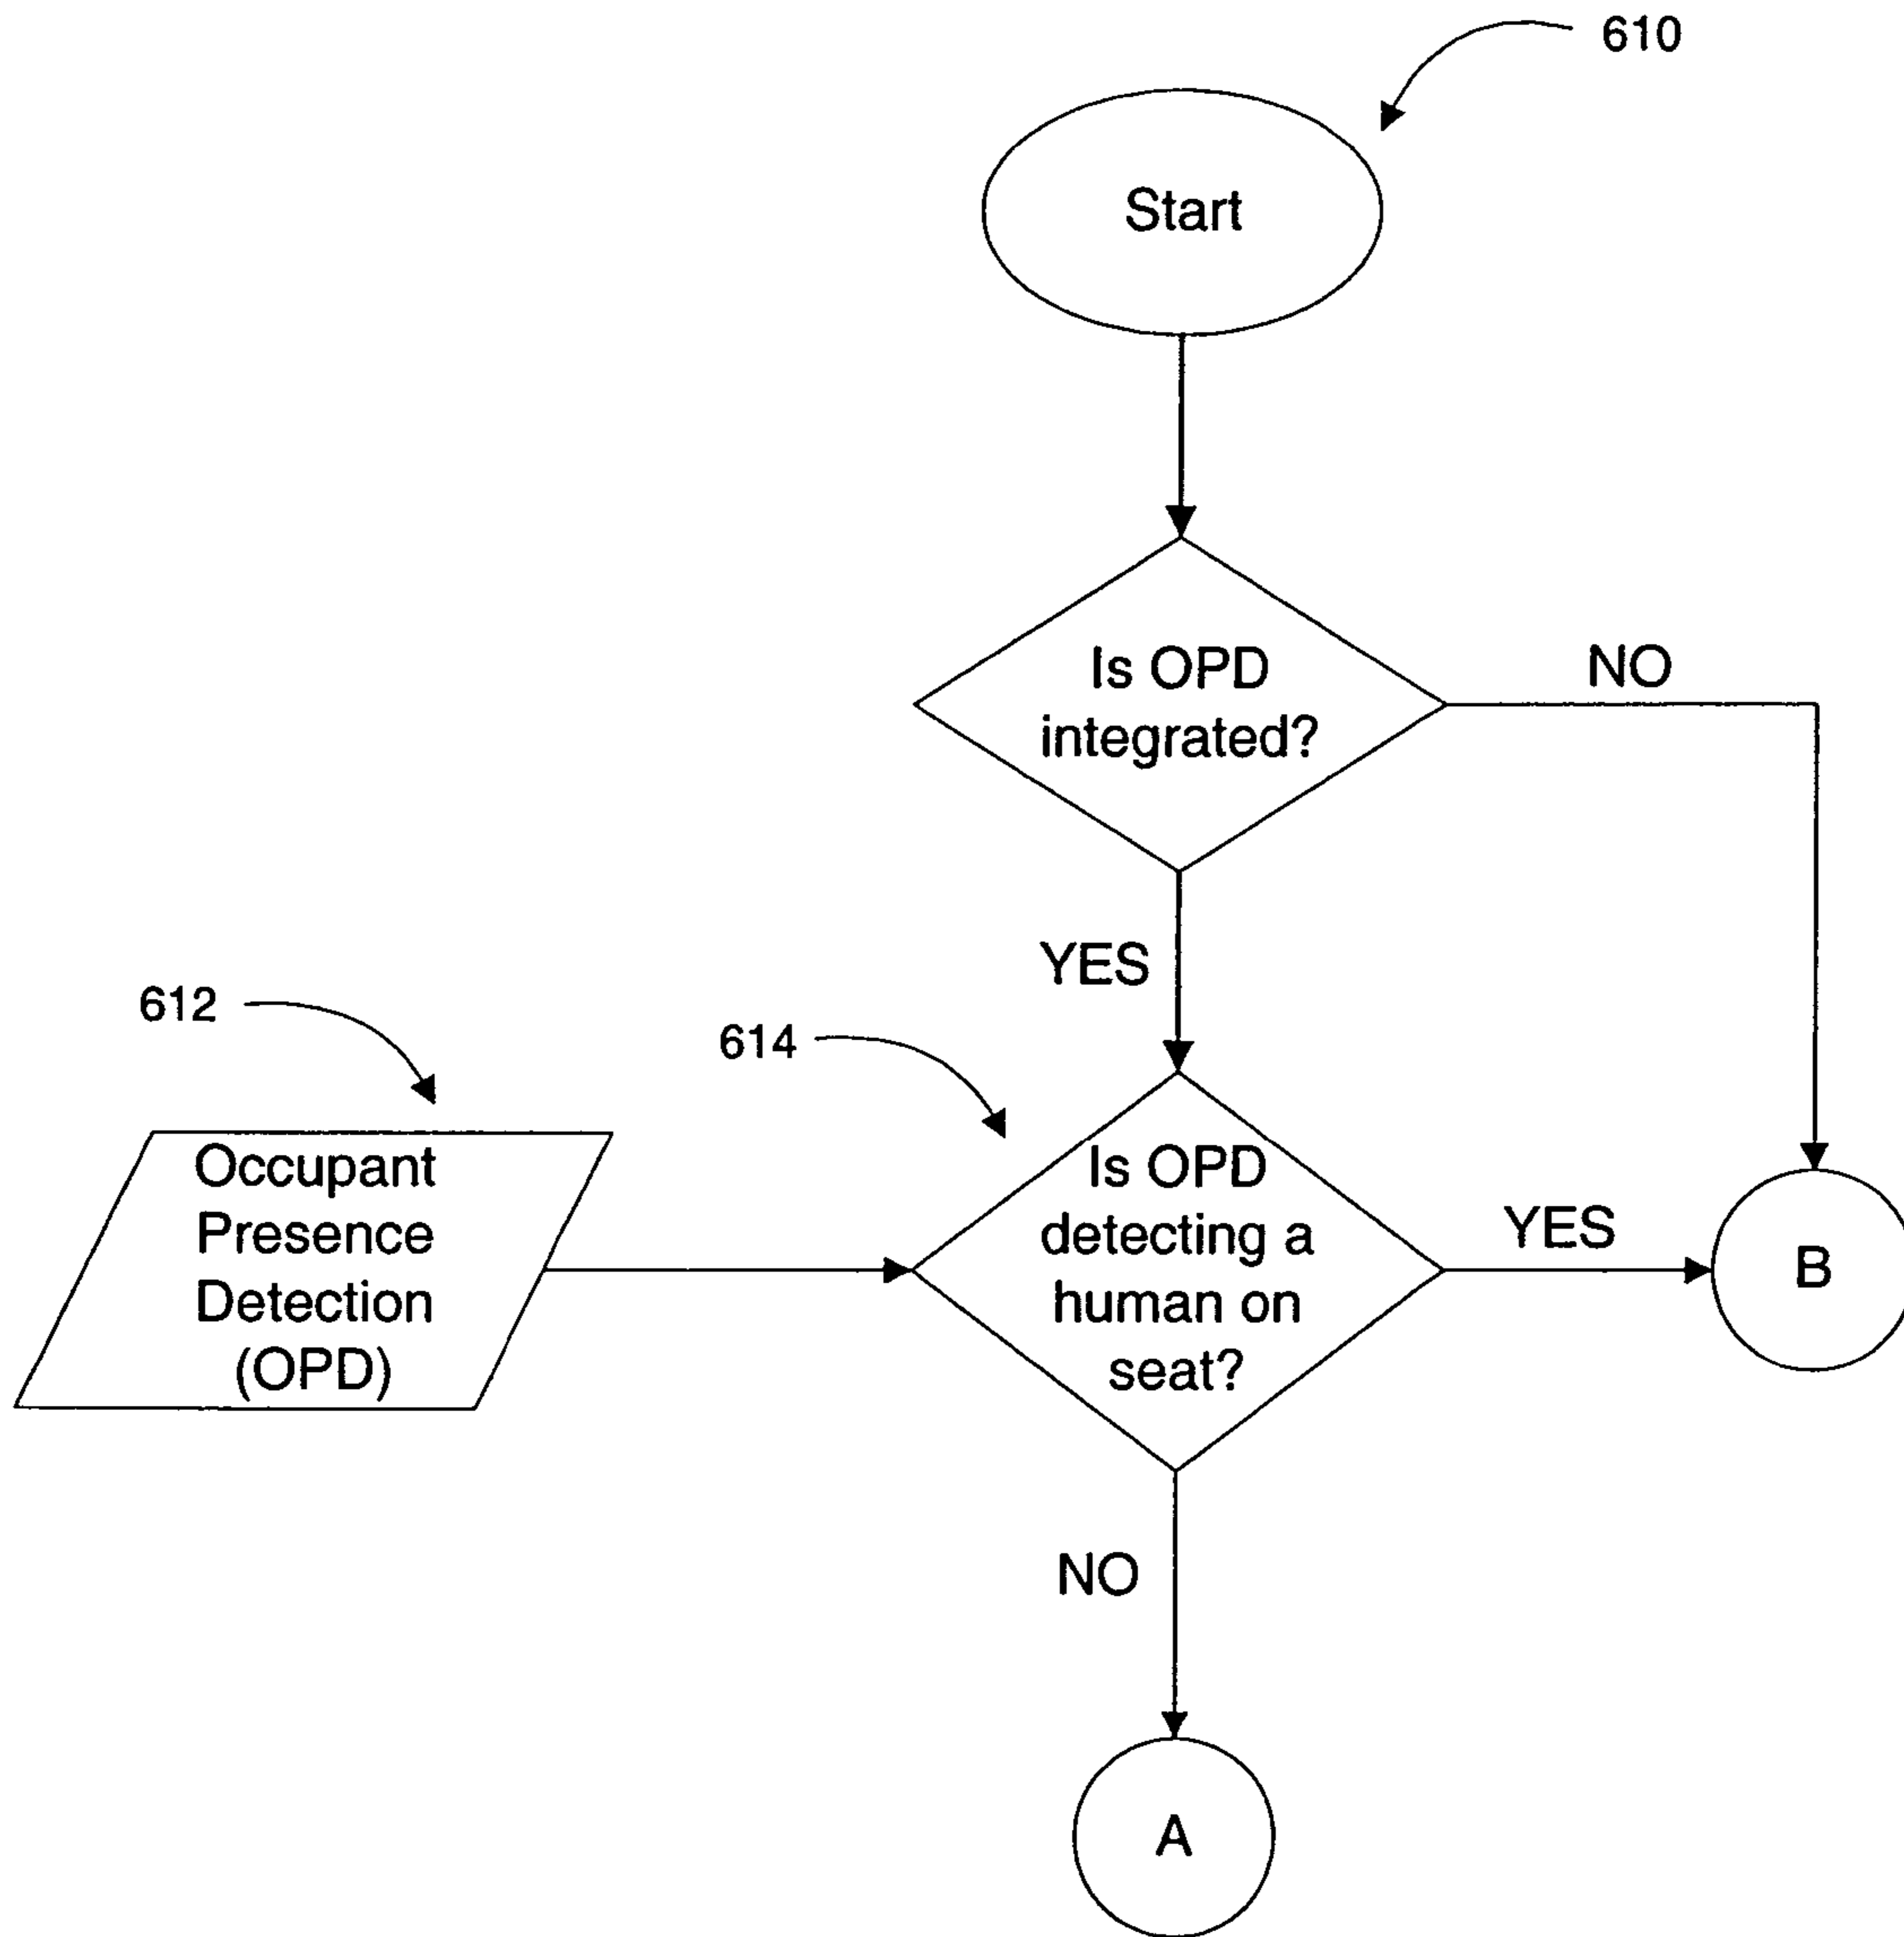 610
Start
Is OPD
integrated?
NO
YES
612
614
Occupant
Presence
Detection
(OPD)
Is OPD
detecting a
human on
seat?
YES
B
NO
A